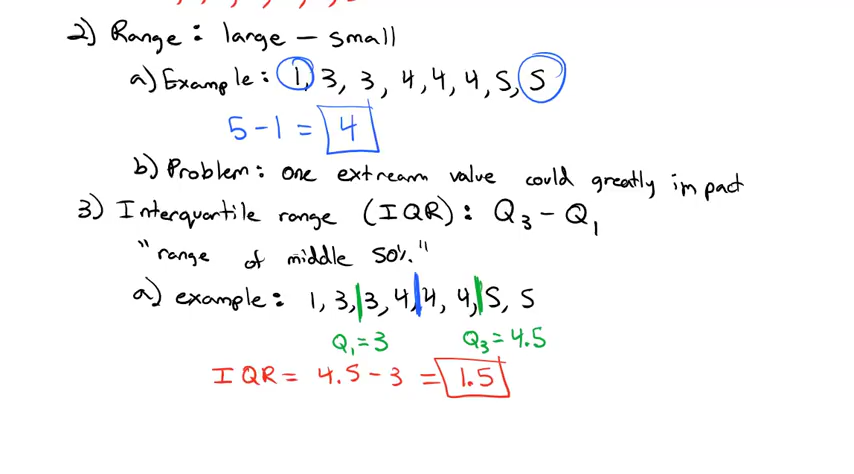 2) Range: large – small
a) Example: 1, 3, 3, 4, 4, 4, 5, 5
5 - 1 = 4
b) Problem: one extream value could greatly impact
3) Interquartile range (IQR): Q3 – Q1
"range of middle 50%."
a) example: 1, 3, 3, 4, 4, 4, 5, 5
Q1 = 3 Q3 = 4.5
IQR = 4.5 - 3 = 1.5